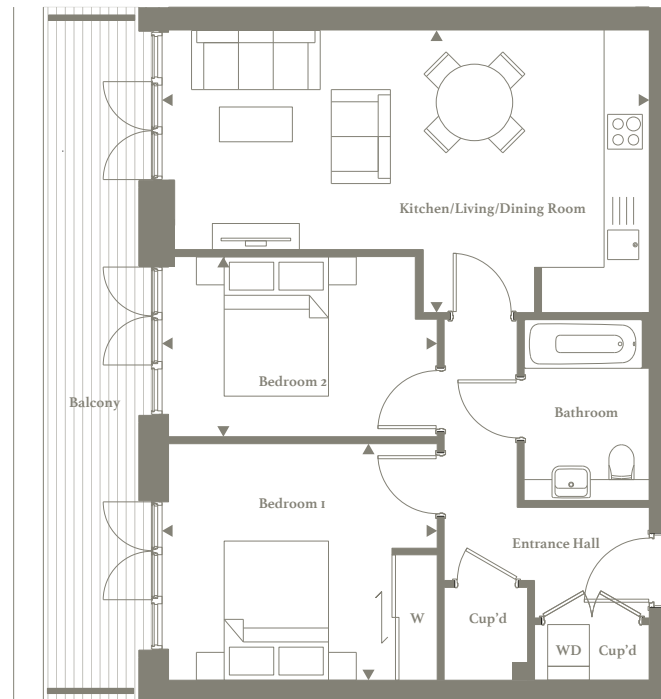 Kitchen/Living/Dining Room
Bedroom 2
Balcony
Bathroom
Bedroom 1
Entrance Hall
W
Cup'd
WD
Cup'd